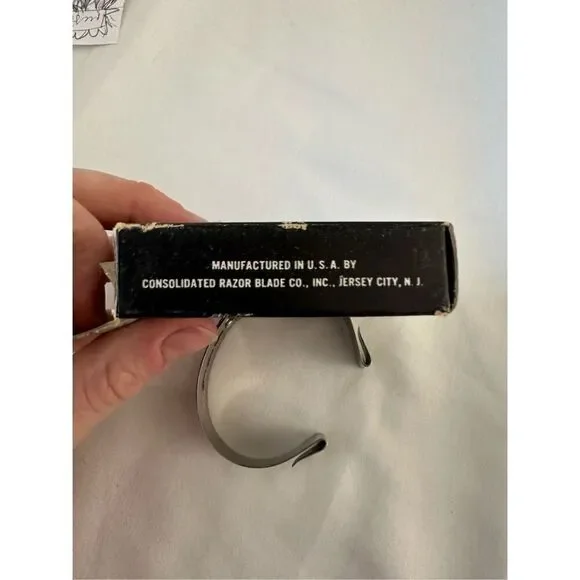 MANUFACTURED IN U.S.A. BY
CONSOLIDATED RAZOR BLADE CO., INC., JERSEY CITY, N. J.